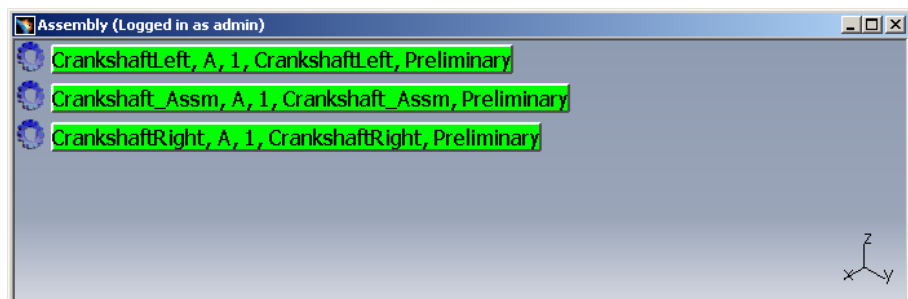 Assembly (Logged in as admin)
CrankshaftLeft, A, 1, CrankshaftLeft, Preliminary
Crankshaft_Assm, A, 1, Crankshaft_Assm, Preliminary
CrankshaftRight, A, 1, CrankshaftRight, Preliminary
z
x
y